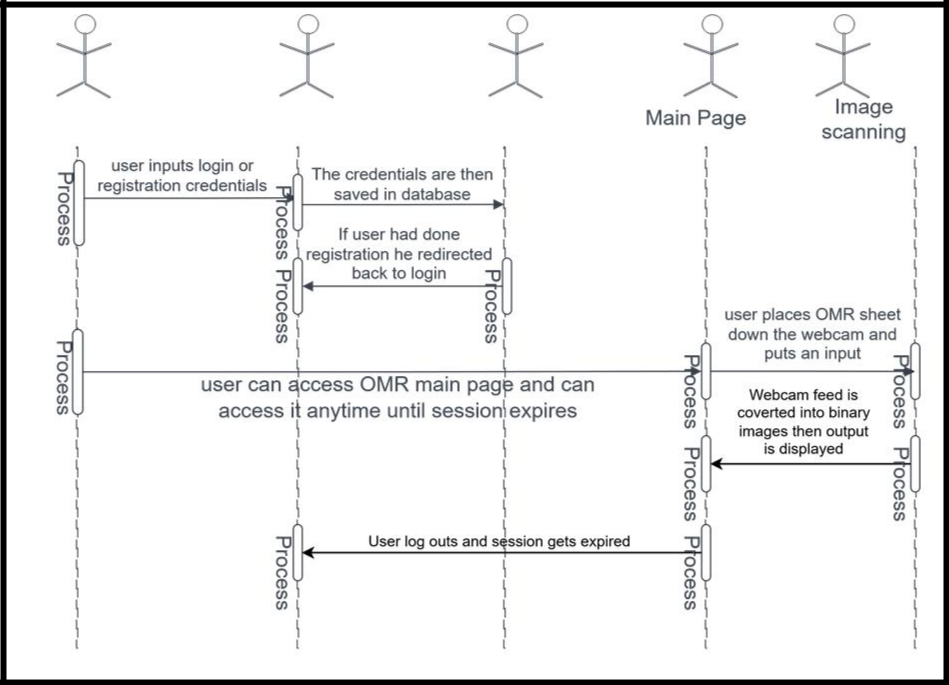 Main Page
Image
scanning
user inputs login or
registration credentials
The credentials are then
saved in database
Process
Process
If user had done
registration he redirected
back to login
Process
Process
user places OMR sheet
down the webcam and
puts an input
Process
Process
Process
user can access OMR main page and can
access it anytime until session expires
Webcam feed is
coverted into binary
images then output
is displayed
Process
Process
User log outs and session gets expired
Process
Process